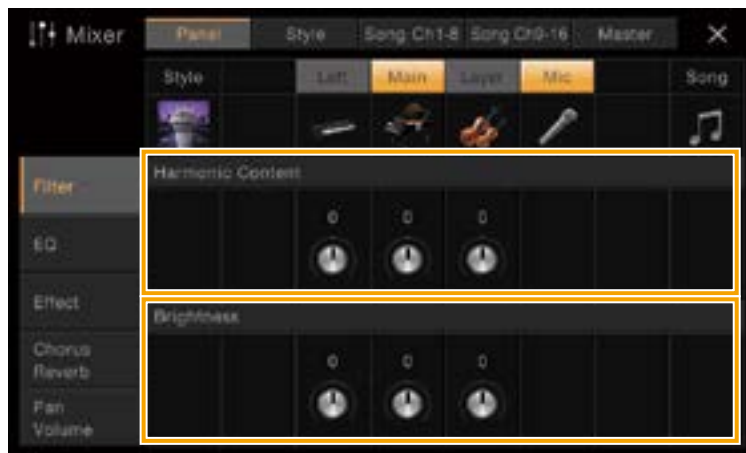 Mixer Panel Style Song Ch1-8 Song Ch9-16 Master ×
Style Left Main Layer Mic Song
Filter
Harmonic Content
0 0 0
EQ
Effect
Brightness
Chorus
Reverb
0 0 0
Pan
Volume